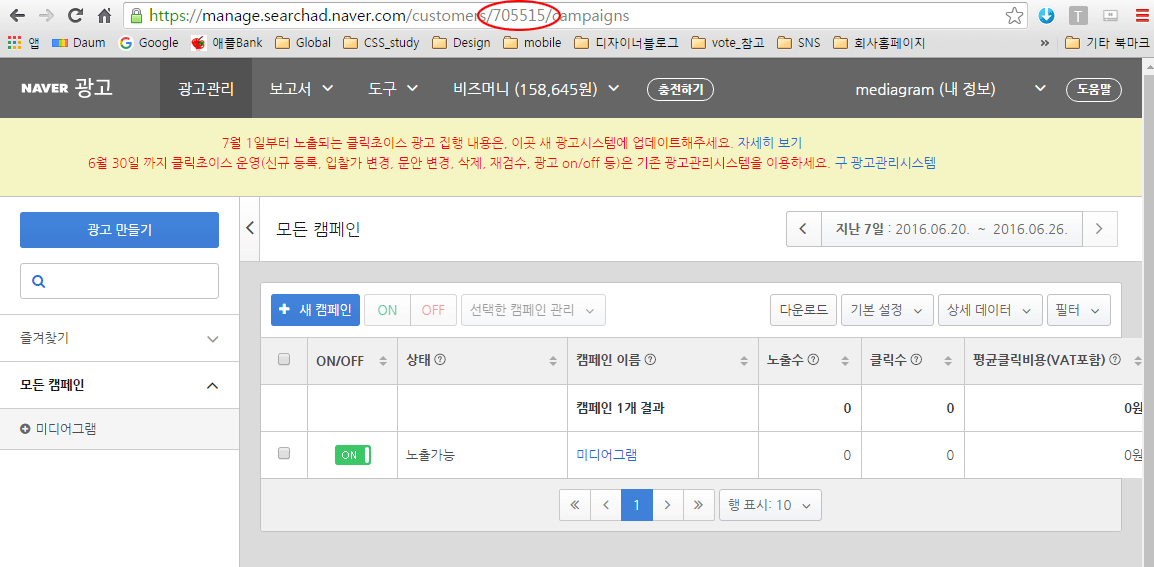 https://manage.searchad.naver.com/customers/705515/campaigns
앱 Daum Google 애플Bank Global CSS_study Design mobile 디자이너블로그 vote_참고 SNS 회사홈페이지 » 기타 북마크
NAVER 광고 광고관리 보고서 도구 비즈머니 (158,645원) 충전하기 mediagram (내 정보) 도움말
7월 1일부터 노출되는 클릭초이스 광고 집행 내용은, 이곳 새 광고시스템에 업데이트해주세요. 자세히 보기
6월 30일 까지 클릭초이스 운영(신규 등록, 입찰가 변경, 문안 변경, 삭제, 재검수, 광고 on/off 등)은 기존 광고관리시스템을 이용하세요. 구 광고관리시스템
광고 만들기
즐겨찾기
모든 캠페인
미디어그램
모든 캠페인
지난 7일 : 2016.06.20. ~ 2016.06.26.
+ 새 캠페인 ON OFF 선택한 캠페인 관리 다운로드 기본 설정 상세 데이터 필터
ON/OFF 상태 캠페인 이름 노출수 클릭수 평균클릭비용(VAT포함)
캠페인 1개 결과 0 0 0원
ON 노출가능 미디어그램 0 0 0원
« ‹ 1 › » 행 표시: 10